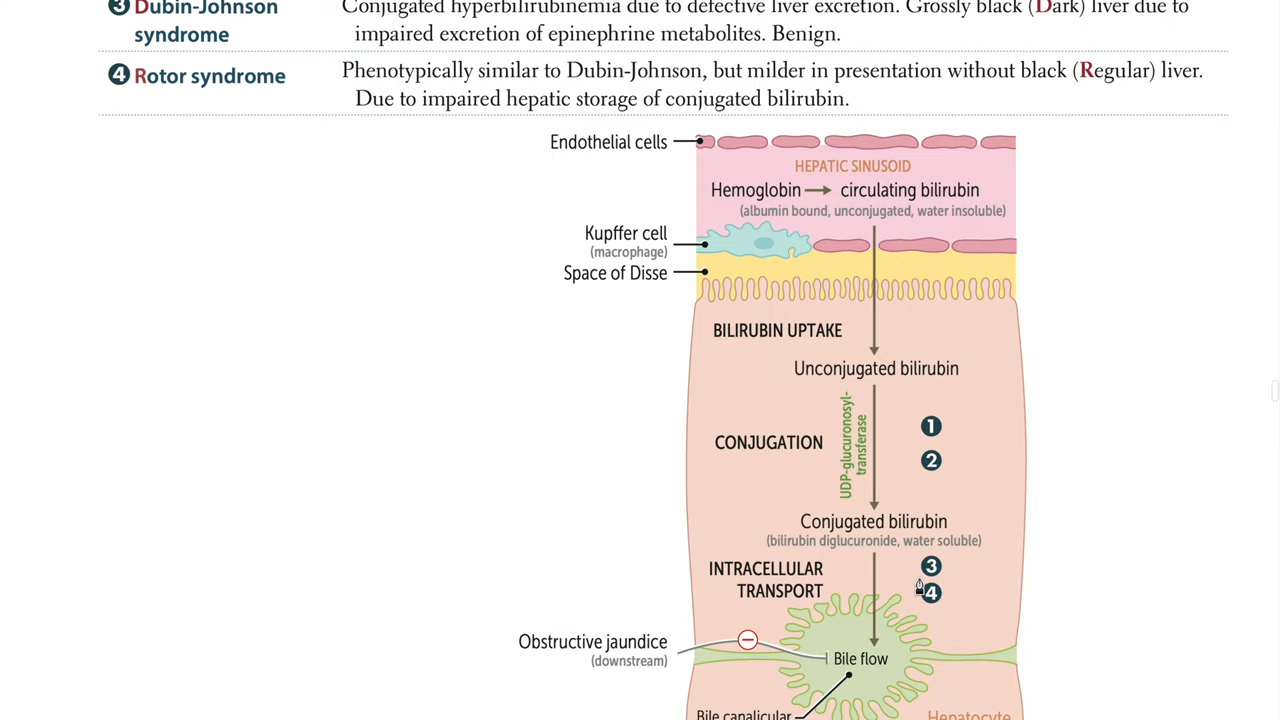 ❸ Dubin-Johnson syndrome
Conjugated hyperbilirubinemia due to defective liver excretion. Grossly black (Dark) liver due to
impaired excretion of epinephrine metabolites. Benign.
❹ Rotor syndrome
Phenotypically similar to Dubin-Johnson, but milder in presentation without black (Regular) liver.
Due to impaired hepatic storage of conjugated bilirubin.
Endothelial cells
HEPATIC SINUSOID
Hemoglobin → circulating bilirubin
(albumin bound, unconjugated, water insoluble)
Kupffer cell
(macrophage)
Space of Disse
BILIRUBIN UPTAKE
Unconjugated bilirubin
UDP-glucuronosyl-
transferase
❶
CONJUGATION
❷
Conjugated bilirubin
(bilirubin diglucuronide, water soluble)
INTRACELLULAR
TRANSPORT
❸
❹
Obstructive jaundice
(downstream)
Bile flow
Bile canalicular
Hepatocyte